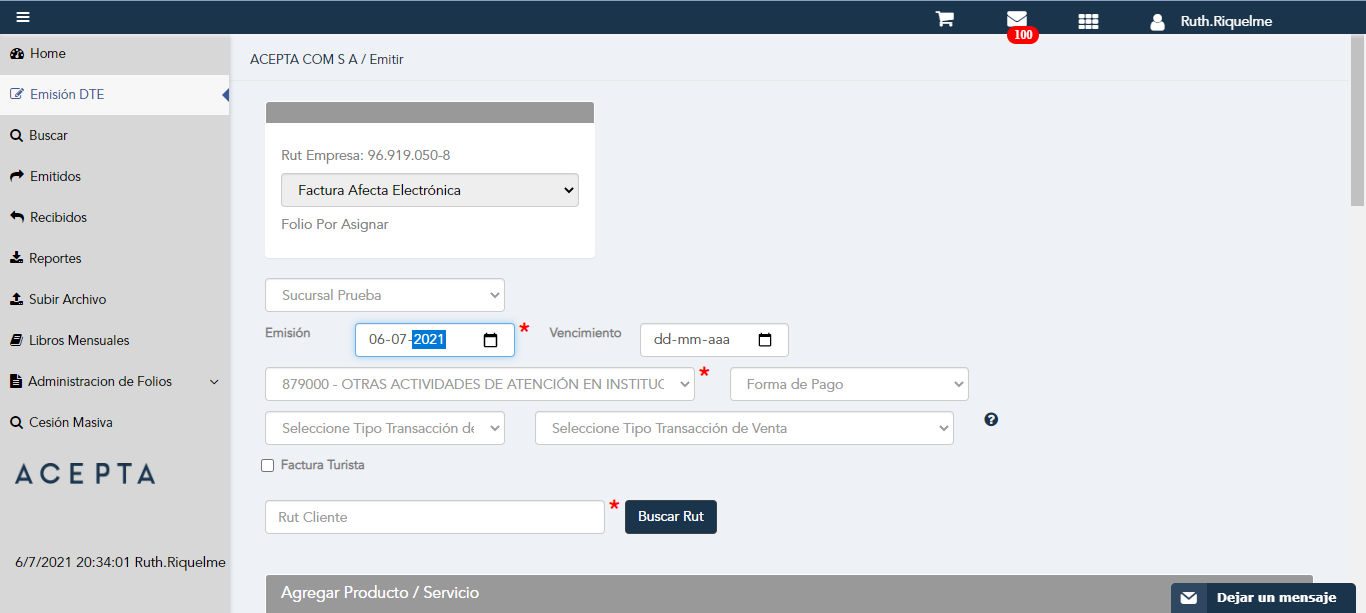 Ruth.Riquelme
100
Home
Emisión DTE
Buscar
Emitidos
Recibidos
Reportes
Subir Archivo
Libros Mensuales
Administracion de Folios
Cesión Masiva
ACEPTA
6/7/2021 20:34:01 Ruth.Riquelme
ACEPTA COM S A / Emitir
Rut Empresa: 96.919.050-8
Factura Afecta Electrónica
Folio Por Asignar
Sucursal Prueba
Emisión 06-07-2021 * Vencimiento dd-mm-aaa
879000 - OTRAS ACTIVIDADES DE ATENCIÓN EN INSTITUC * Forma de Pago
Seleccione Tipo Transacción de Seleccione Tipo Transacción de Venta ?
Factura Turista
Rut Cliente * Buscar Rut
Agregar Producto / Servicio
Dejar un mensaje